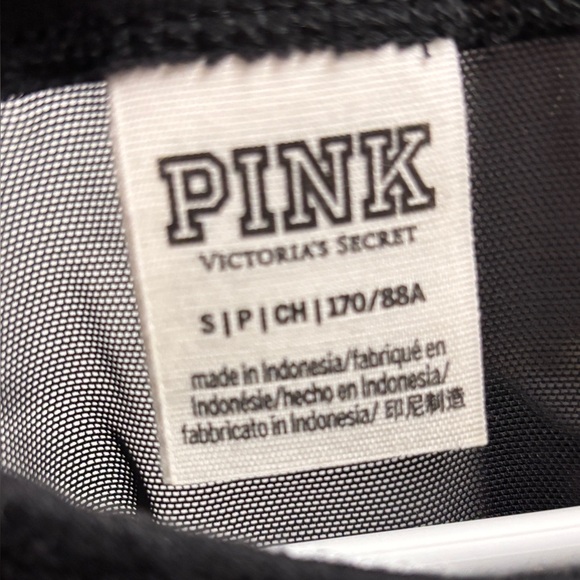 PINK
VICTORIA'S SECRET
S | P | CH | 170/88A
made in Indonesia/fabriqué en
Indonésie/hecho en Indonesia/
fabbricato in Indonesia/ 印尼制造